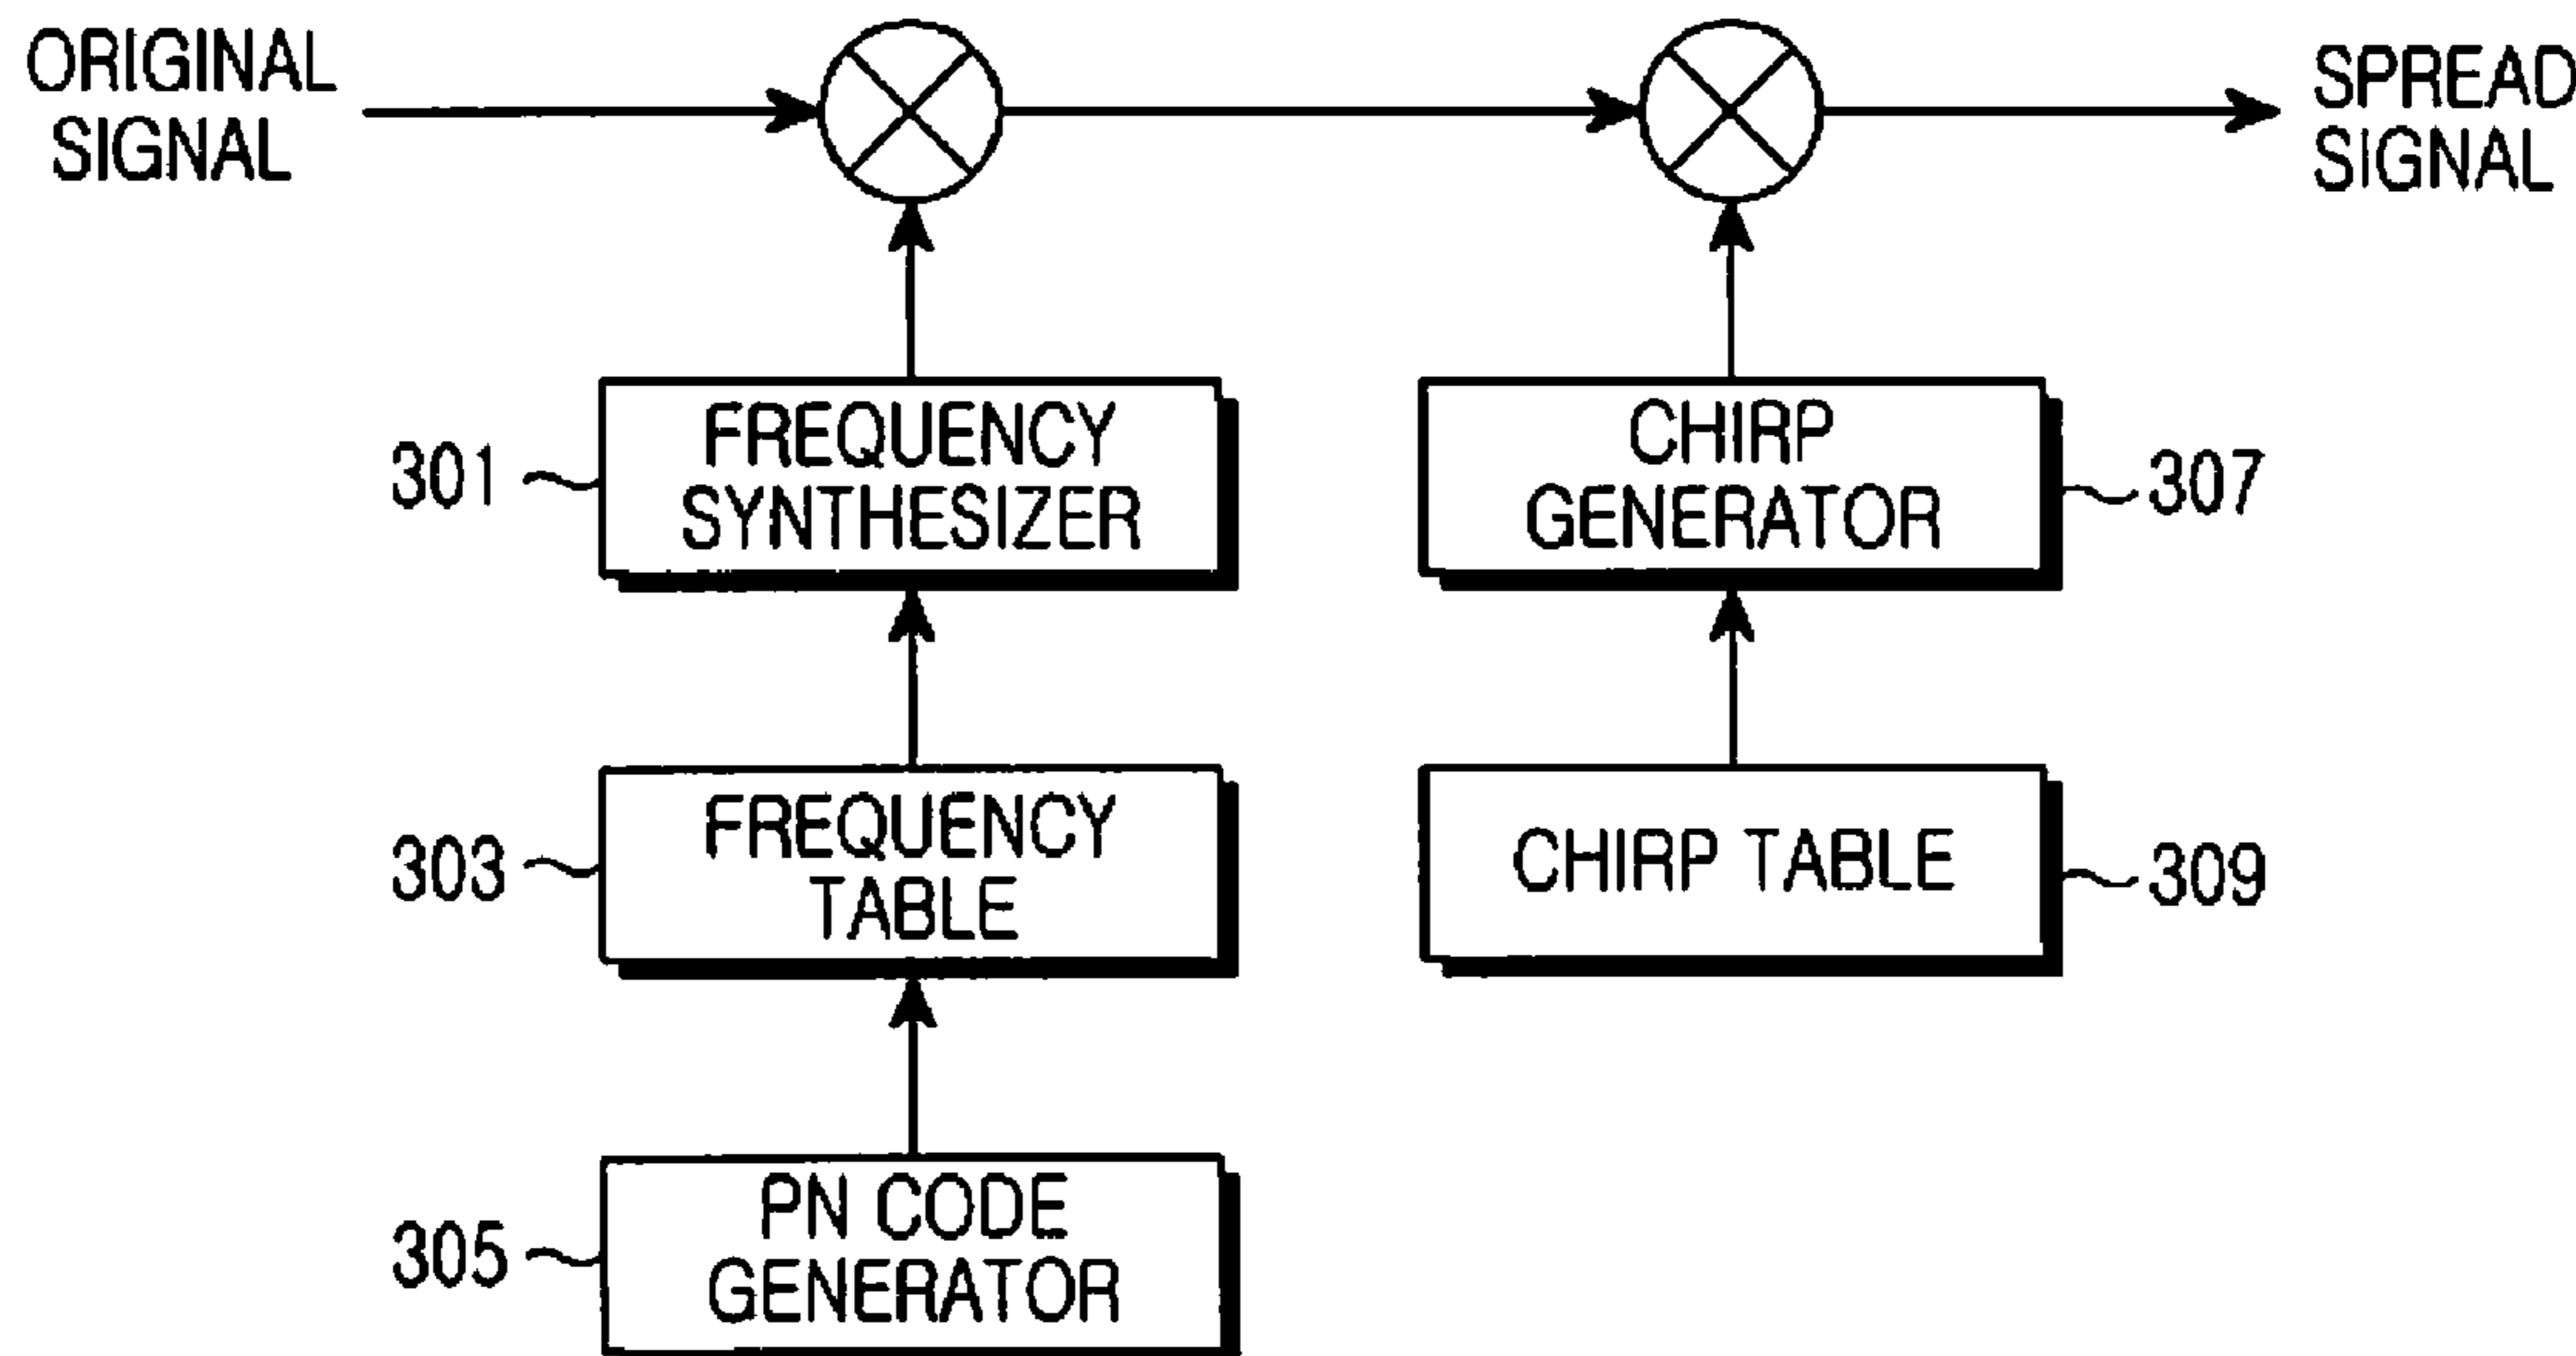 ORIGINAL
SIGNAL
SPREAD
SIGNAL
301
FREQUENCY
SYNTHESIZER
CHIRP
GENERATOR
307
303
FREQUENCY
TABLE
CHIRP TABLE
309
305
PN CODE
GENERATOR